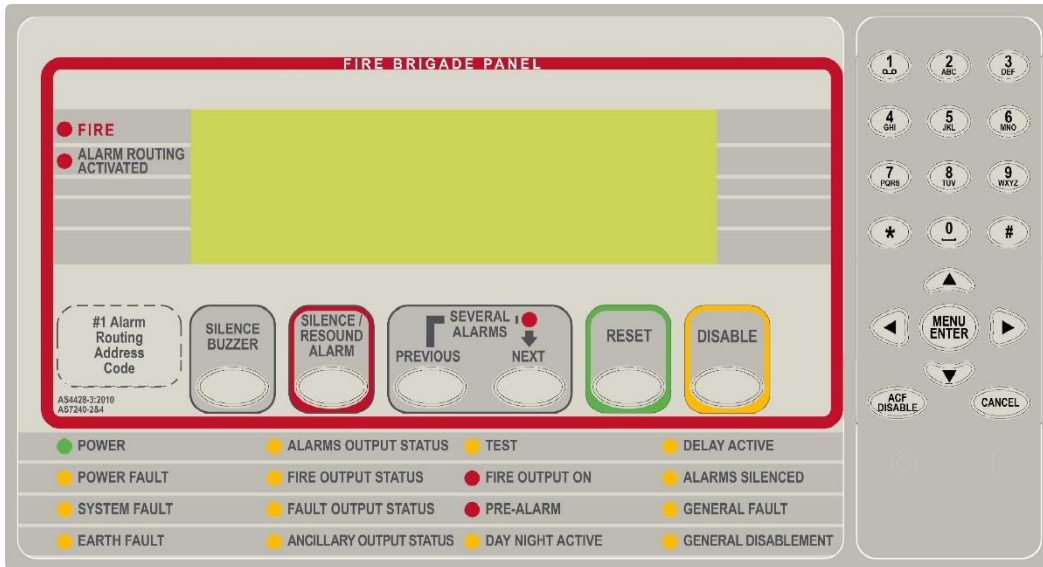 FIRE BRIGADE PANEL
FIRE
ALARM ROUTING
ACTIVATED
#1 Alarm
Routing
Address
Code
AS4428-3:2010
AS7240-2&4
SILENCE
BUZZER
SILENCE /
RESOUND
ALARM
SEVERAL
ALARMS
PREVIOUS
NEXT
RESET
DISABLE
POWER
ALARMS OUTPUT STATUS
TEST
DELAY ACTIVE
POWER FAULT
FIRE OUTPUT STATUS
FIRE OUTPUT ON
ALARMS SILENCED
SYSTEM FAULT
FAULT OUTPUT STATUS
PRE-ALARM
GENERAL FAULT
EARTH FAULT
ANCILLARY OUTPUT STATUS
DAY NIGHT ACTIVE
GENERAL DISABLEMENT
1
2
ABC
3
DEF
4
GHI
5
JKL
6
MNO
7
PQRS
8
TUV
9
WXYZ
*
0
#
MENU
ENTER
ACF
DISABLE
CANCEL